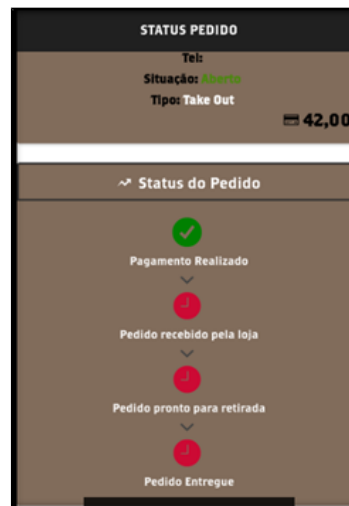 STATUS PEDIDO
Tel:
Situação: Aberto
Tipo: Take Out
42,00
Status do Pedido
Pagamento Realizado
Pedido recebido pela loja
Pedido pronto para retirada
Pedido Entregue